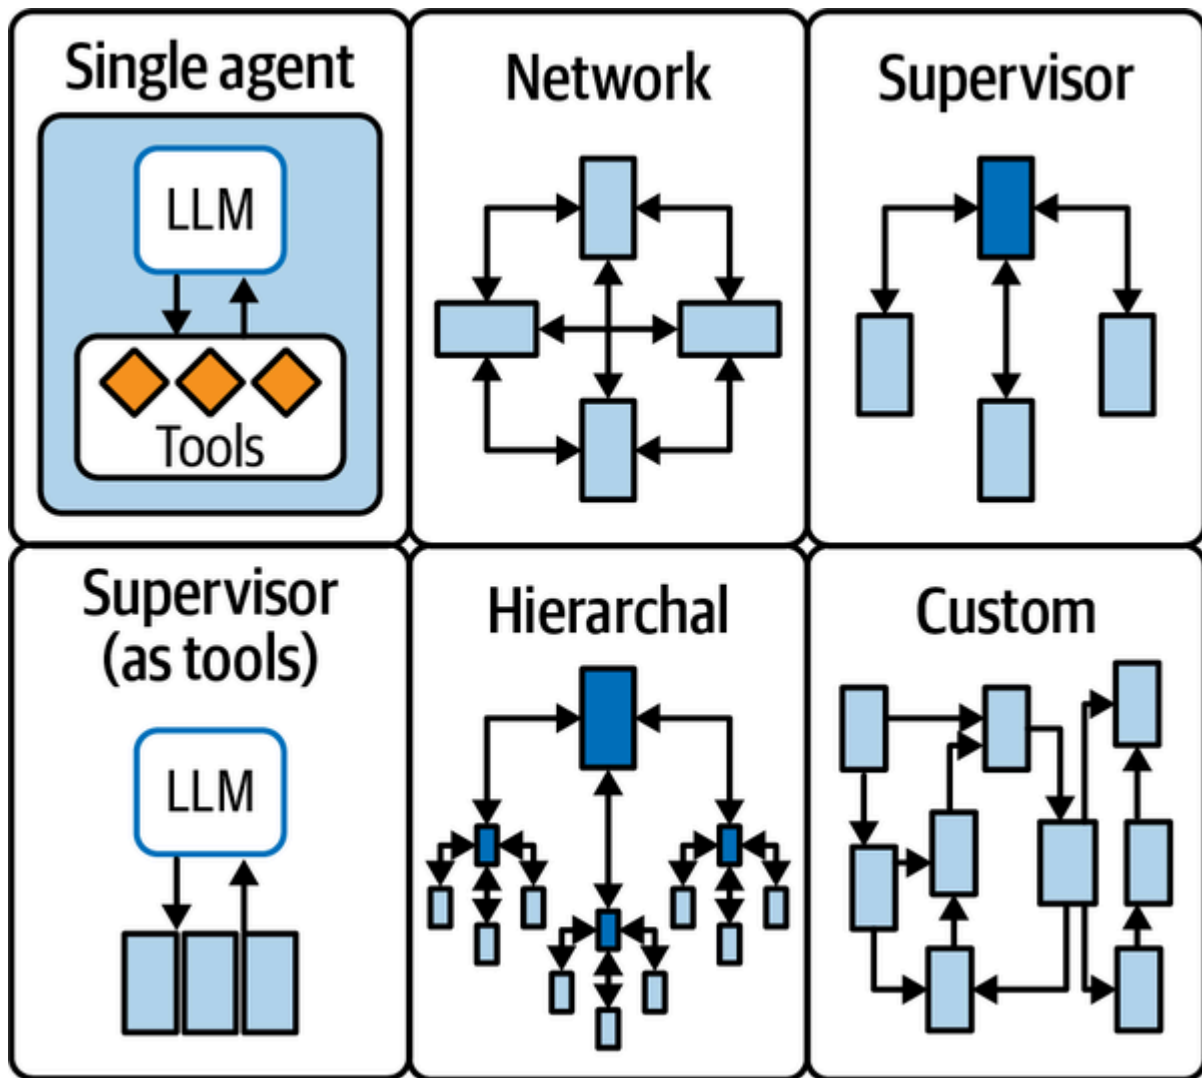 Single agent
LLM
Tools
Network
Supervisor
Supervisor
(as tools)
LLM
Hierarchal
Custom